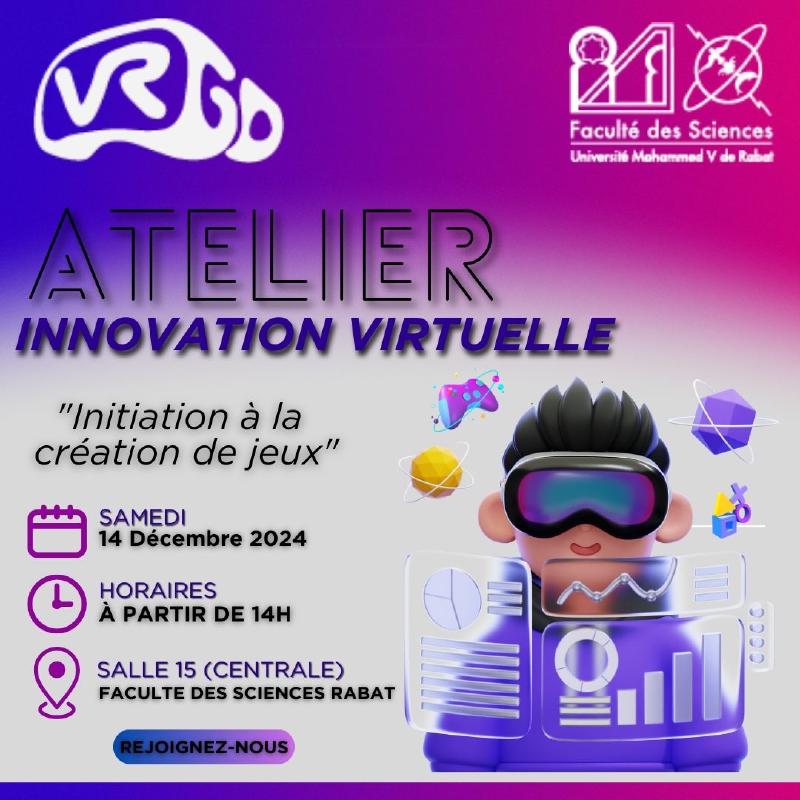 VRGD
Faculté des Sciences
Université Mohammed V de Rabat
ATELIER
INNOVATION VIRTUELLE
"Initiation à la
création de jeux"
SAMEDI
14 Décembre 2024
HORAIRES
À PARTIR DE 14H
SALLE 15 (CENTRALE)
FACULTE DES SCIENCES RABAT
REJOIGNEZ-NOUS